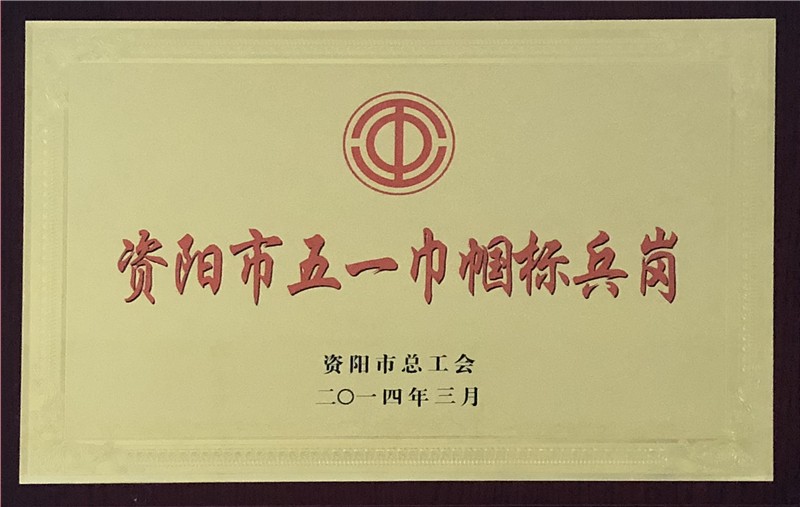 资阳市五一巾帼标兵岗
资阳市总工会
二〇一四年三月